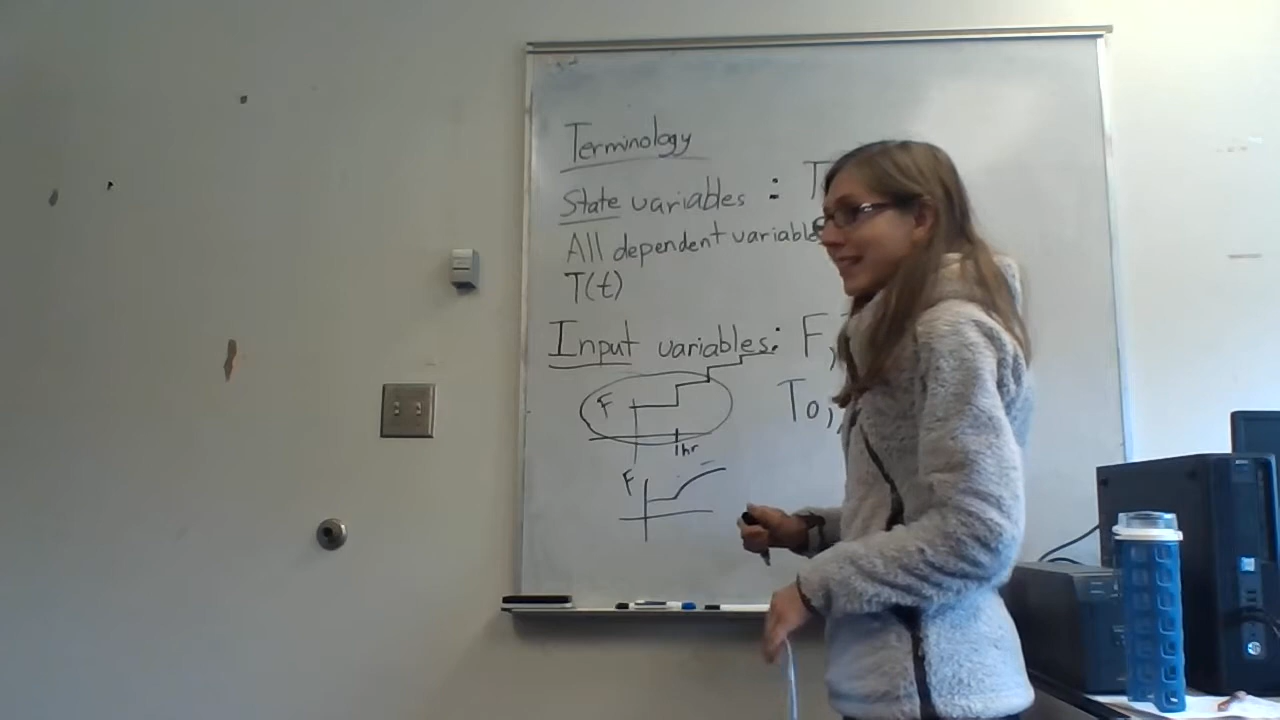 Terminology
State variables : T
All dependent variable
T(t)
Input variables: F,
To,
F
1hr
F